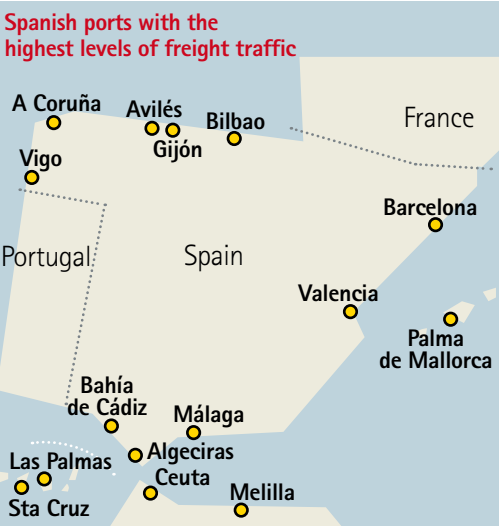 Spanish ports with the
highest levels of freight traffic
A Coruña
Avilés
Bilbao
Gijón
France
Vigo
Barcelona
Portugal
Spain
Valencia
Palma
de Mallorca
Bahía
de Cádiz
Málaga
Algeciras
Las Palmas
Ceuta
Sta Cruz
Melilla